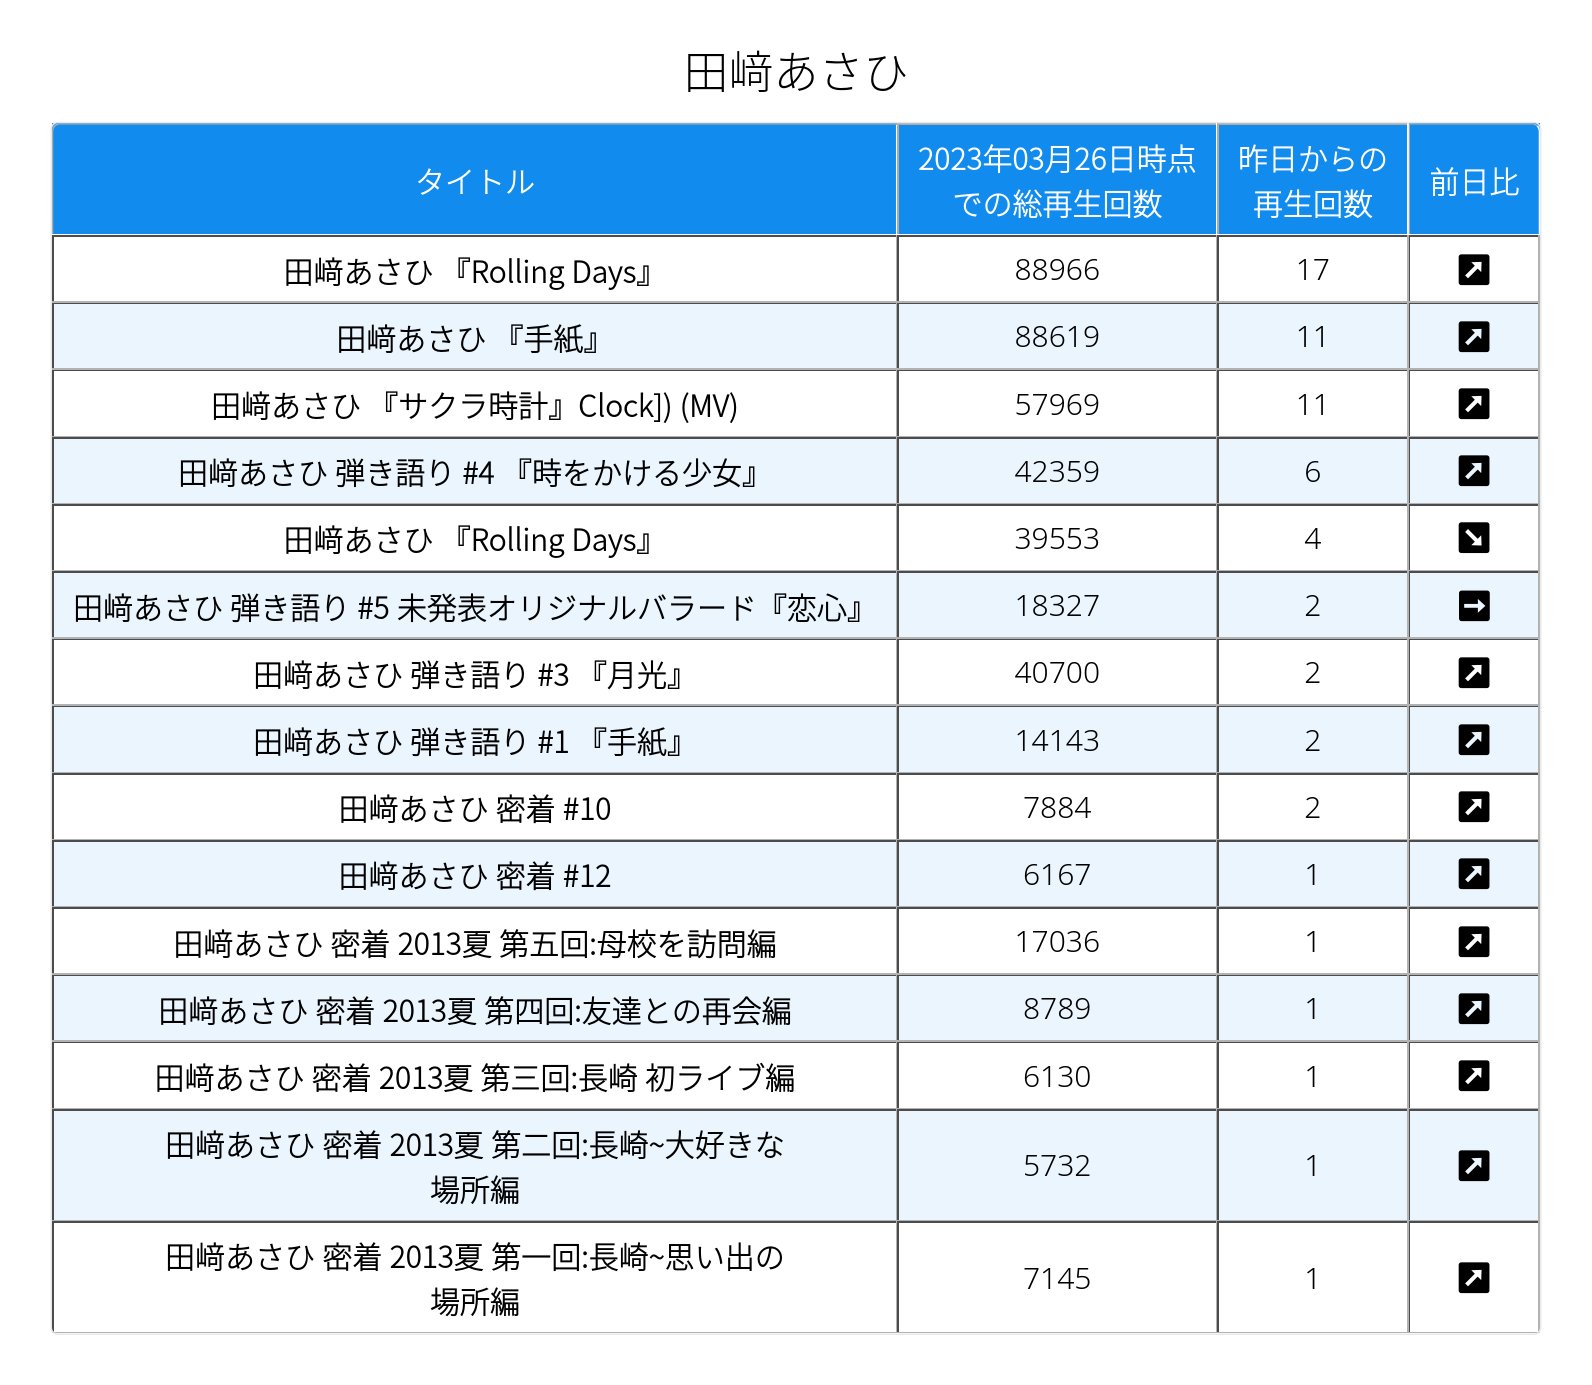 田﨑あさひ
タイトル
2023年03月26日時点
での総再生回数
昨日からの
再生回数
前日比
田﨑あさひ 『Rolling Days』 88966 17 ↗
田﨑あさひ 『手紙』 88619 11 ↗
田﨑あさひ 『サクラ時計』Clock]) (MV) 57969 11 ↗
田﨑あさひ 弾き語り #4 『時をかける少女』 42359 6 ↗
田﨑あさひ 『Rolling Days』 39553 4 ↘
田﨑あさひ 弾き語り #5 未発表オリジナルバラード『恋心』 18327 2 →
田﨑あさひ 弾き語り #3 『月光』 40700 2 ↗
田﨑あさひ 弾き語り #1 『手紙』 14143 2 ↗
田﨑あさひ 密着 #10 7884 2 ↗
田﨑あさひ 密着 #12 6167 1 ↗
田﨑あさひ 密着 2013夏 第五回:母校を訪問編 17036 1 ↗
田﨑あさひ 密着 2013夏 第四回:友達との再会編 8789 1 ↗
田﨑あさひ 密着 2013夏 第三回:長崎 初ライブ編 6130 1 ↗
田﨑あさひ 密着 2013夏 第二回:長崎~大好きな
場所編 5732 1 ↗
田﨑あさひ 密着 2013夏 第一回:長崎~思い出の
場所編 7145 1 ↗